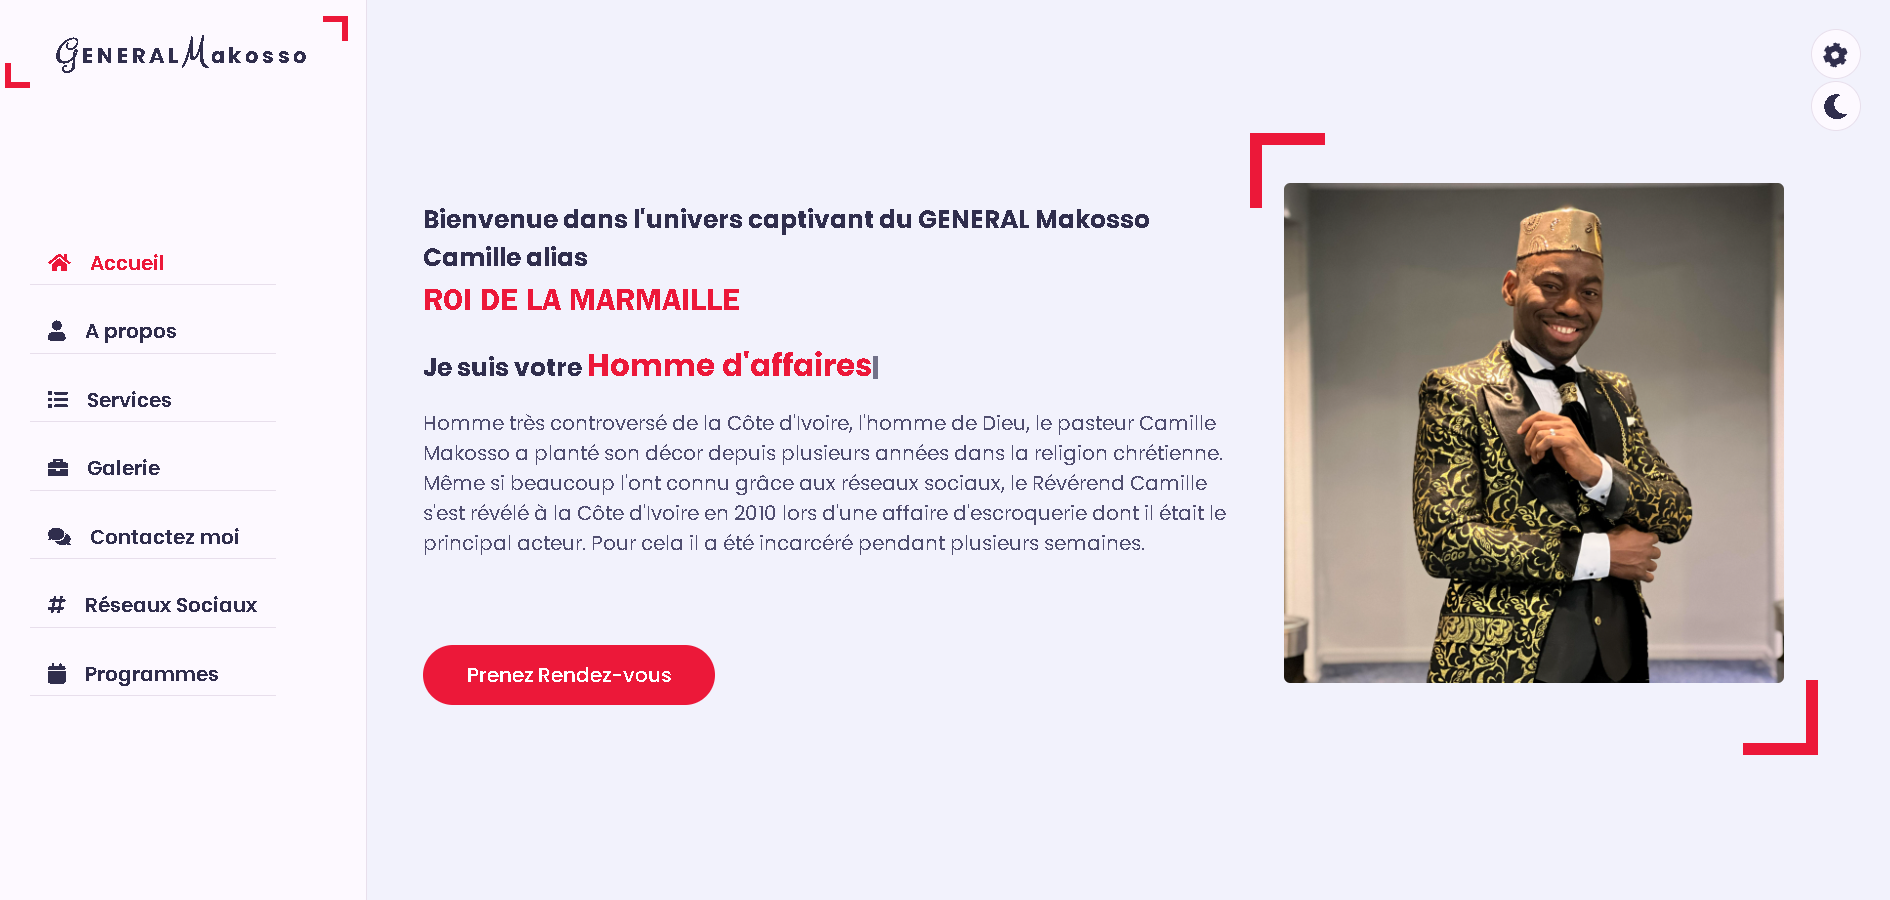 GENERAL Makosso
Accueil
A propos
Services
Galerie
Contactez moi
Réseaux Sociaux
Programmes
Bienvenue dans l'univers captivant du GENERAL Makosso
Camille alias
ROI DE LA MARMAILLE
Je suis votre Homme d'affaires|
Homme très controversé de la Côte d'Ivoire, l'homme de Dieu, le pasteur Camille
Makosso a planté son décor depuis plusieurs années dans la religion chrétienne.
Même si beaucoup l'ont connu grâce aux réseaux sociaux, le Révérend Camille
s'est révélé à la Côte d'Ivoire en 2010 lors d'une affaire d'escroquerie dont il était le
principal acteur. Pour cela il a été incarcéré pendant plusieurs semaines.
Prenez Rendez-vous